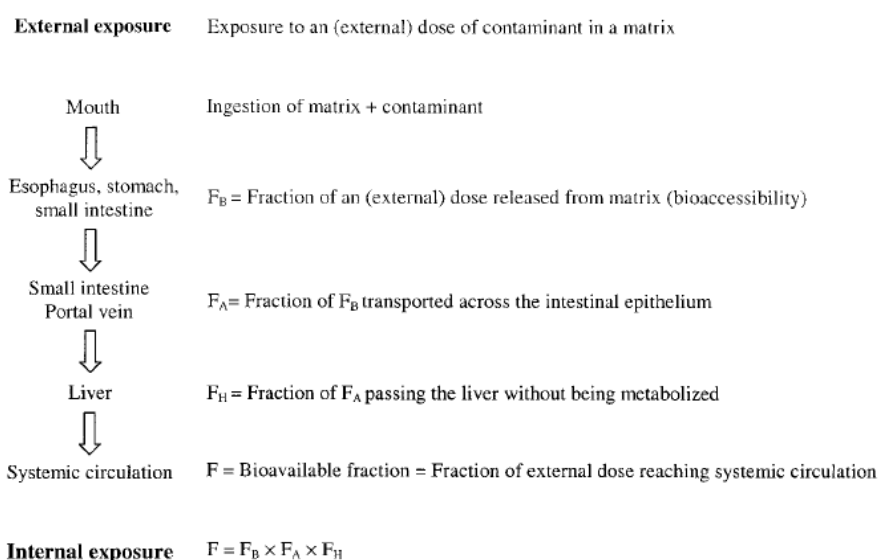 External exposure Exposure to an (external) dose of contaminant in a matrix
Mouth Ingestion of matrix + contaminant
Esophagus, stomach,
small intestine
F_B = Fraction of an (external) dose released from matrix (bioaccessibility)
Small intestine
Portal vein
F_A= Fraction of F_B transported across the intestinal epithelium
Liver F_H = Fraction of F_A passing the liver without being metabolized
Systemic circulation F = Bioavailable fraction = Fraction of external dose reaching systemic circulation
Internal exposure F = F_B × F_A × F_H